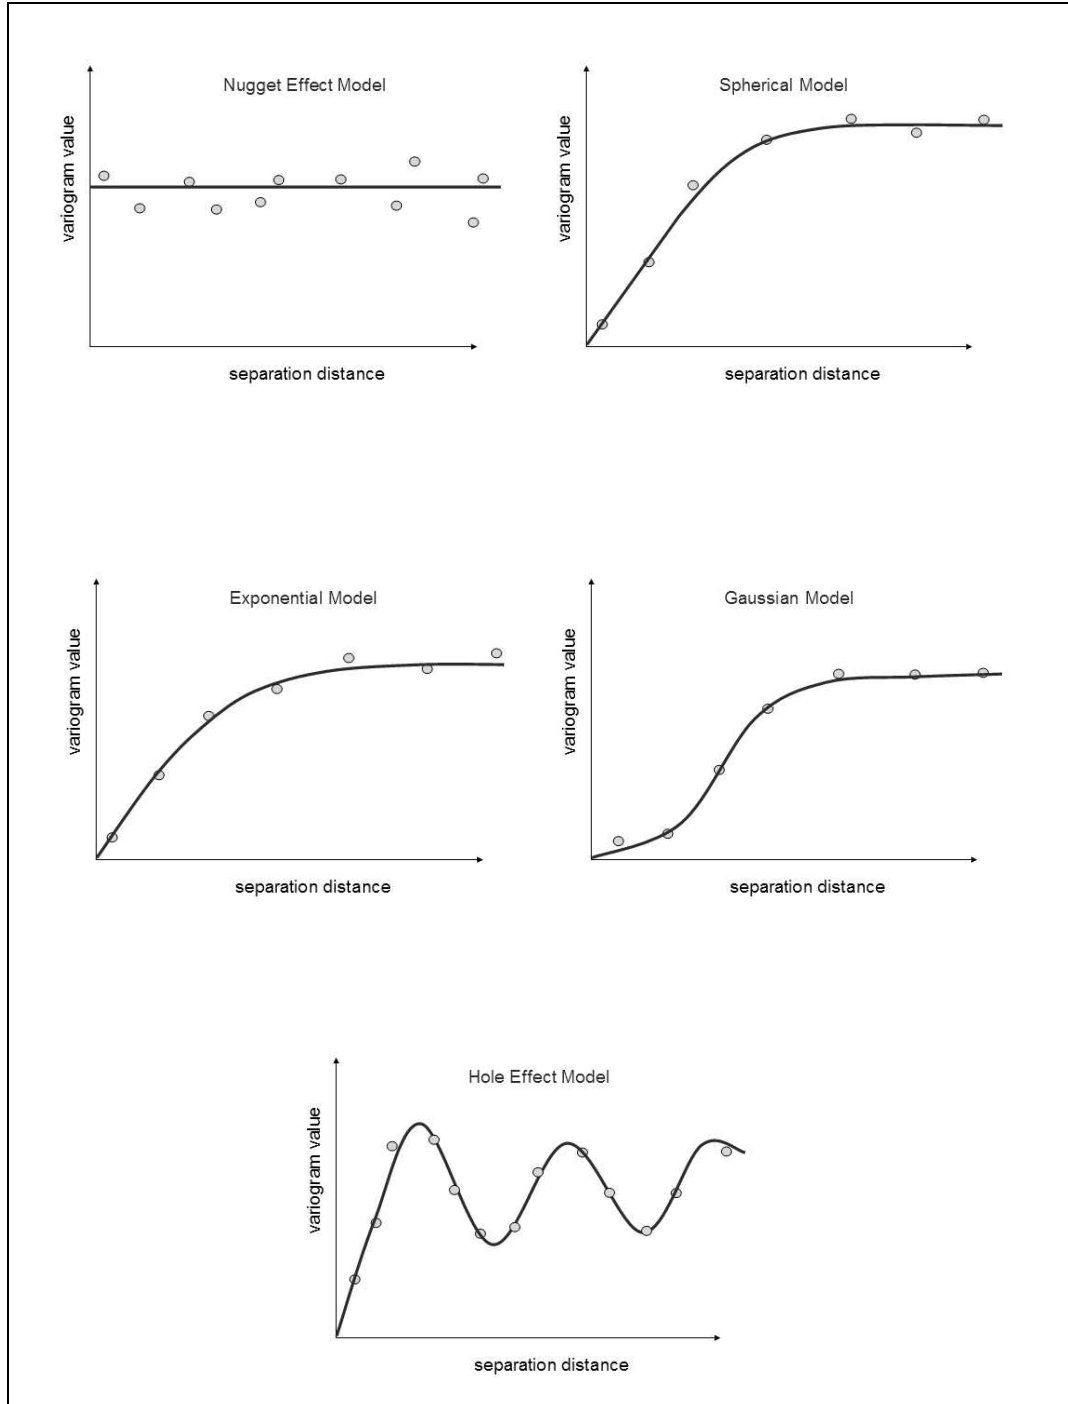 Nugget Effect Model
variogram value
separation distance
Spherical Model
variogram value
separation distance
Exponential Model
variogram value
separation distance
Gaussian Model
variogram value
separation distance
Hole Effect Model
variogram value
separation distance